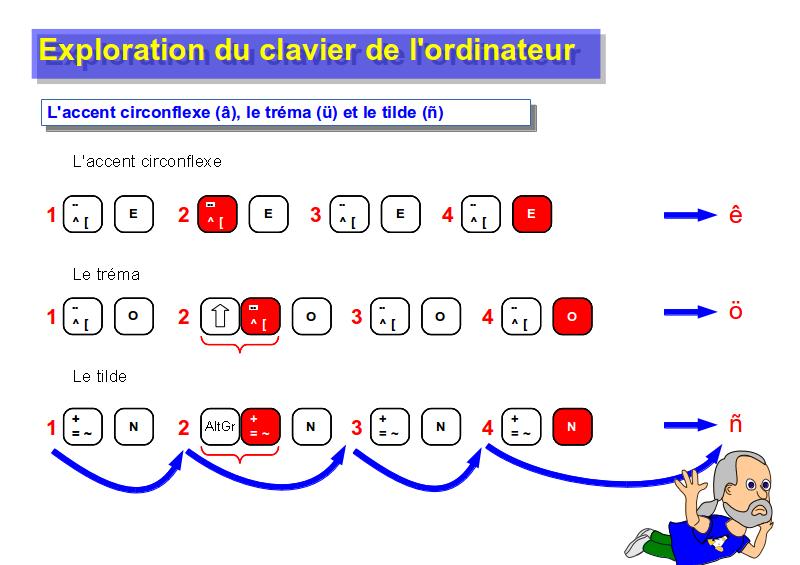 Exploration du clavier de l'ordinateur
L'accent circonflexe (â), le tréma (ü) et le tilde (ñ)
L'accent circonflexe
1 ¨ ^ [ E 2 ¨ ^ [ E 3 ¨ ^ [ E 4 ¨ ^ [ E ê
Le tréma
1 ¨ ^ [ O 2 ¨ ^ [ O 3 ¨ ^ [ O 4 ¨ ^ [ O ö
Le tilde
1 + = ~ N 2 AltGr + = ~ N 3 + = ~ N 4 + = ~ N ñ